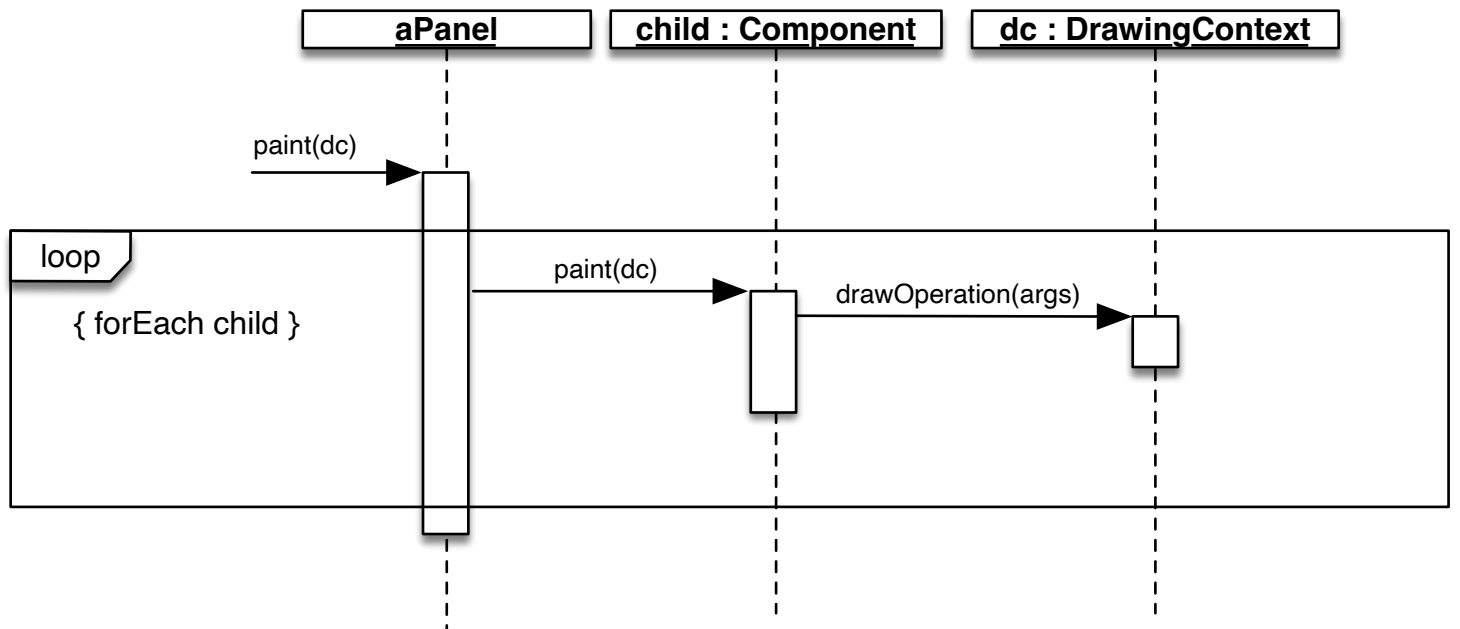 aPanel
child : Component
dc : DrawingContext
paint(dc)
loop
paint(dc)
drawOperation(args)
{ forEach child }